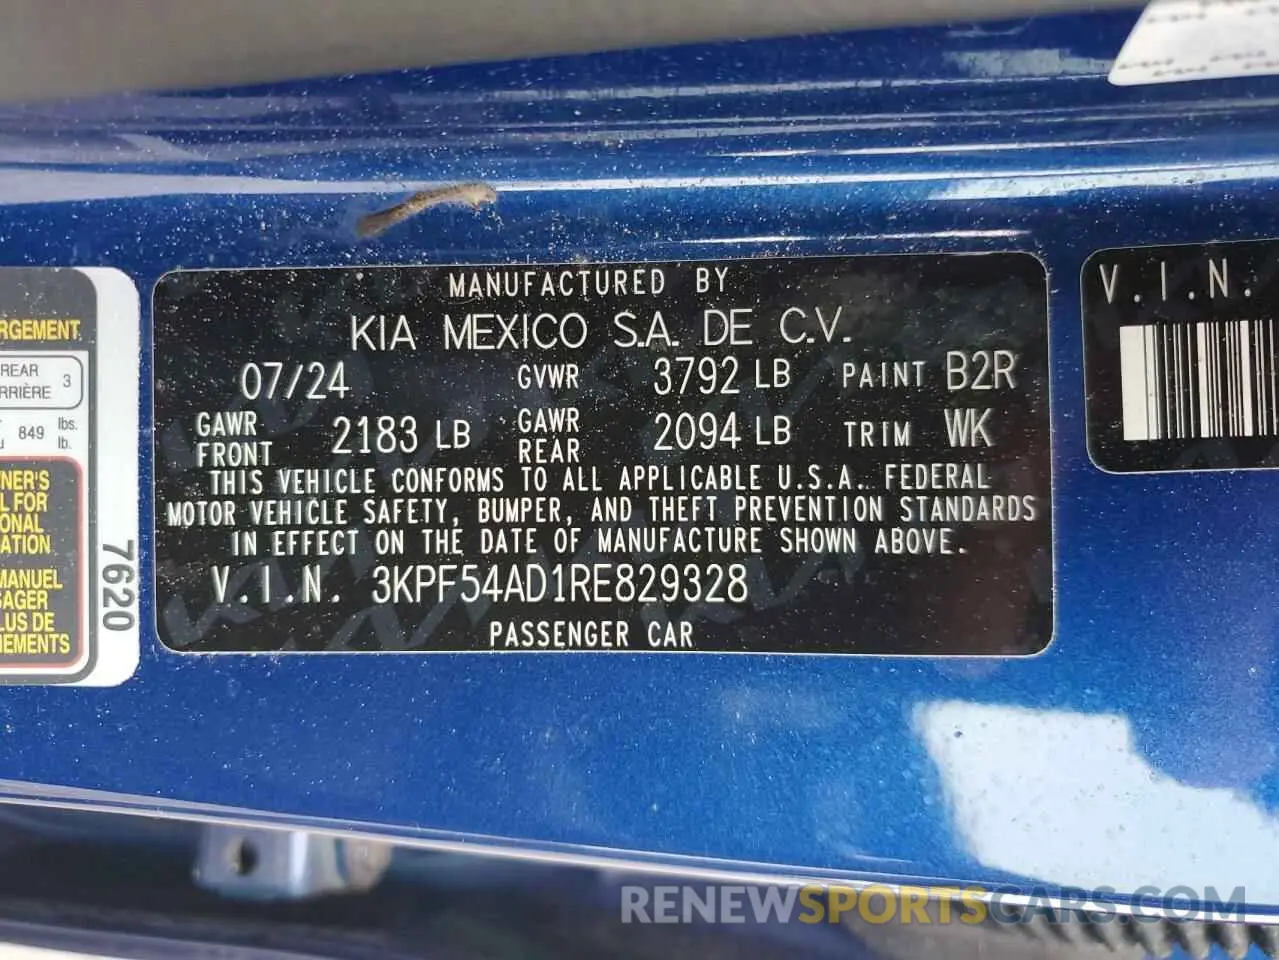 MANUFACTURED BY
KIA MEXICO S.A. DE C.V.
07/24 GVWR 3792 LB PAINT B2R
GAWR FRONT 2183 LB GAWR REAR 2094 LB TRIM WK
THIS VEHICLE CONFORMS TO ALL APPLICABLE U.S.A. FEDERAL
MOTOR VEHICLE SAFETY, BUMPER, AND THEFT PREVENTION STANDARDS
IN EFFECT ON THE DATE OF MANUFACTURE SHOWN ABOVE.
V.I.N. 3KPF54AD1RE829328
PASSENGER CAR
V.I.N.
RGEMENT
REAR
RRIÈRE 3
849 lbs.
lb.
NER'S
L FOR
ONAL
ATION
MANUEL
AGER
LUS DE
EMENTS
7620
RENEWSPORTSCARS.COM